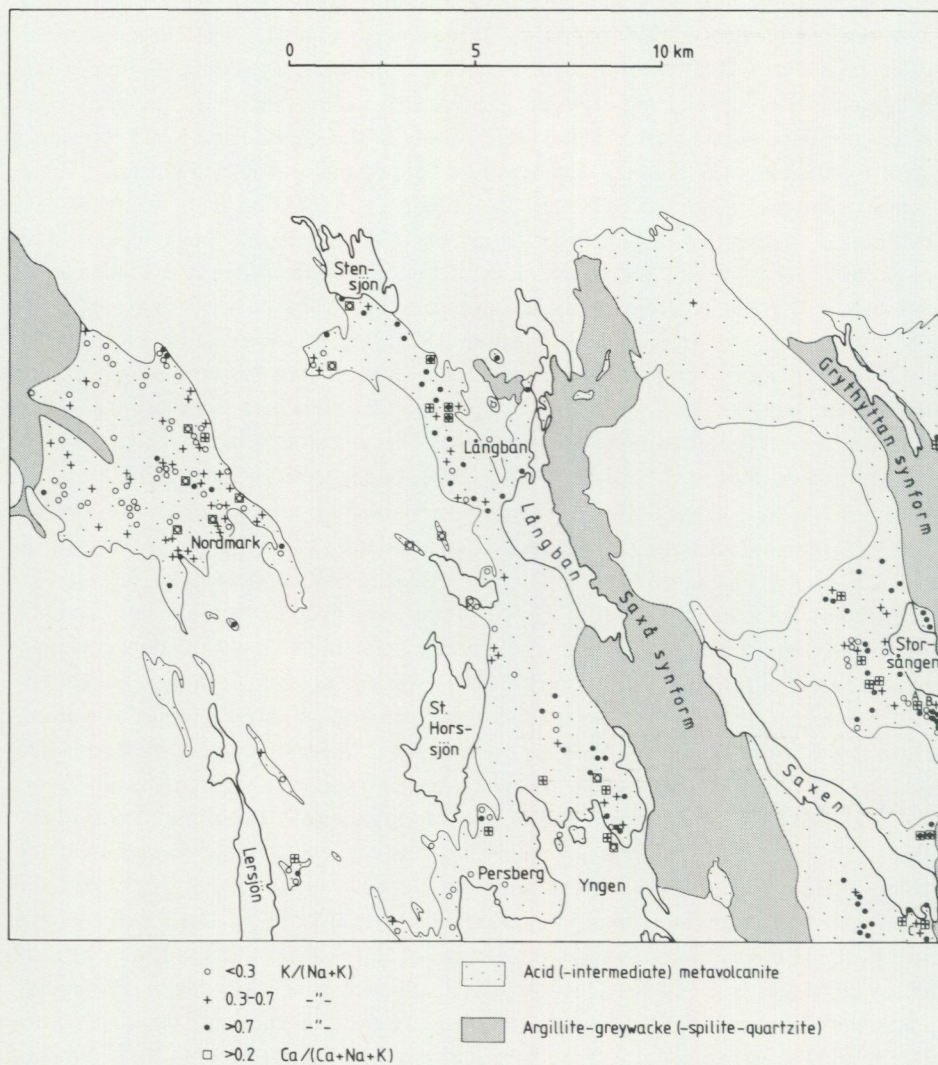 0 5 10 km
Sten-
sjön
Grythyttan synform
Långban
Långban
Nordmark
Saxå synform
Stor-
sången
A B
St.
Hors-
sjön
Saxen
Lersjön
Persberg
Yngen
C
<0.3 K/(Na+K)
0.3-0.7 -"-
>0.7 -"-
>0.2 Ca/(Ca+Na+K)
Acid (-intermediate) metavolcanite
Argillite-greywacke (-spilite-quartzite)